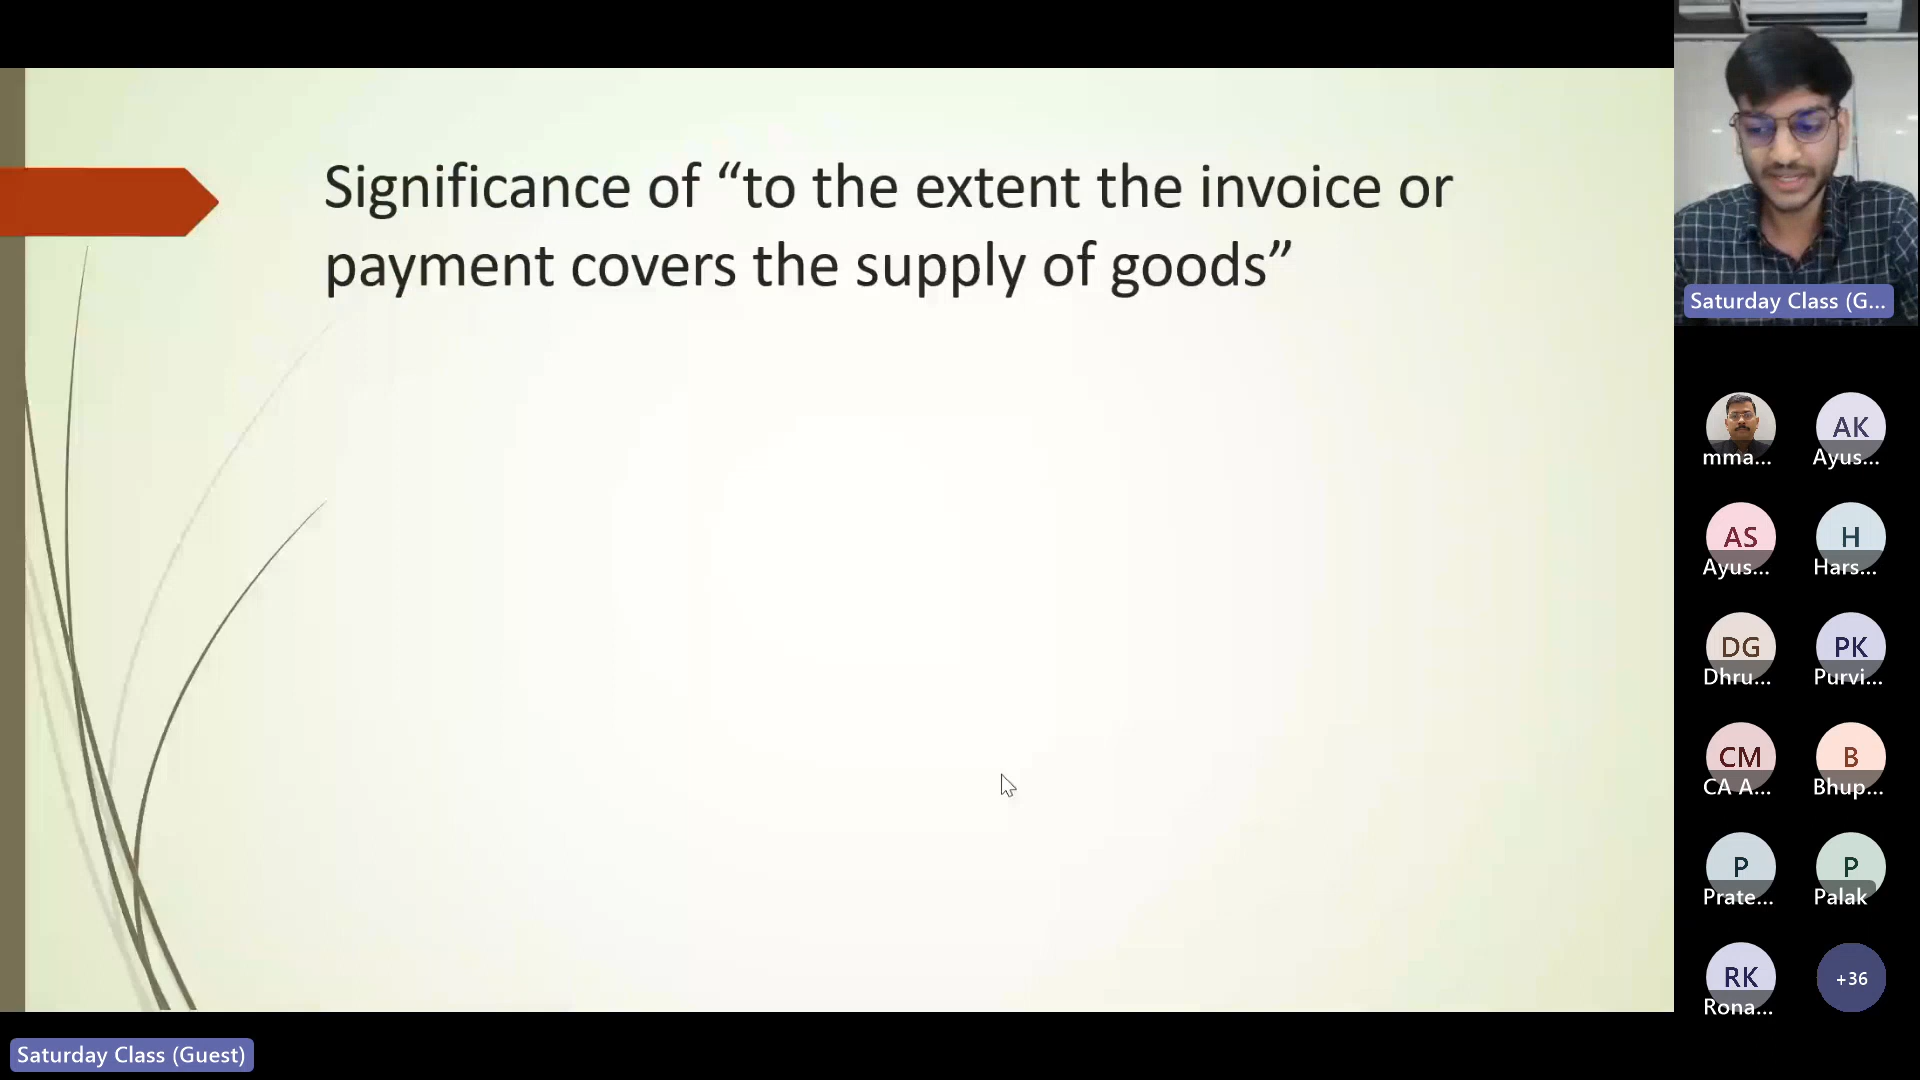 Significance of “to the extent the invoice or
payment covers the supply of goods”
Saturday Class (G...
mma...
AK
Ayus...
AS
Ayus...
H
Hars...
DG
Dhru...
PK
Purvi...
CM
CA A...
B
Bhup...
P
Prate...
P
Palak
RK
Rona...
+36
Saturday Class (Guest)